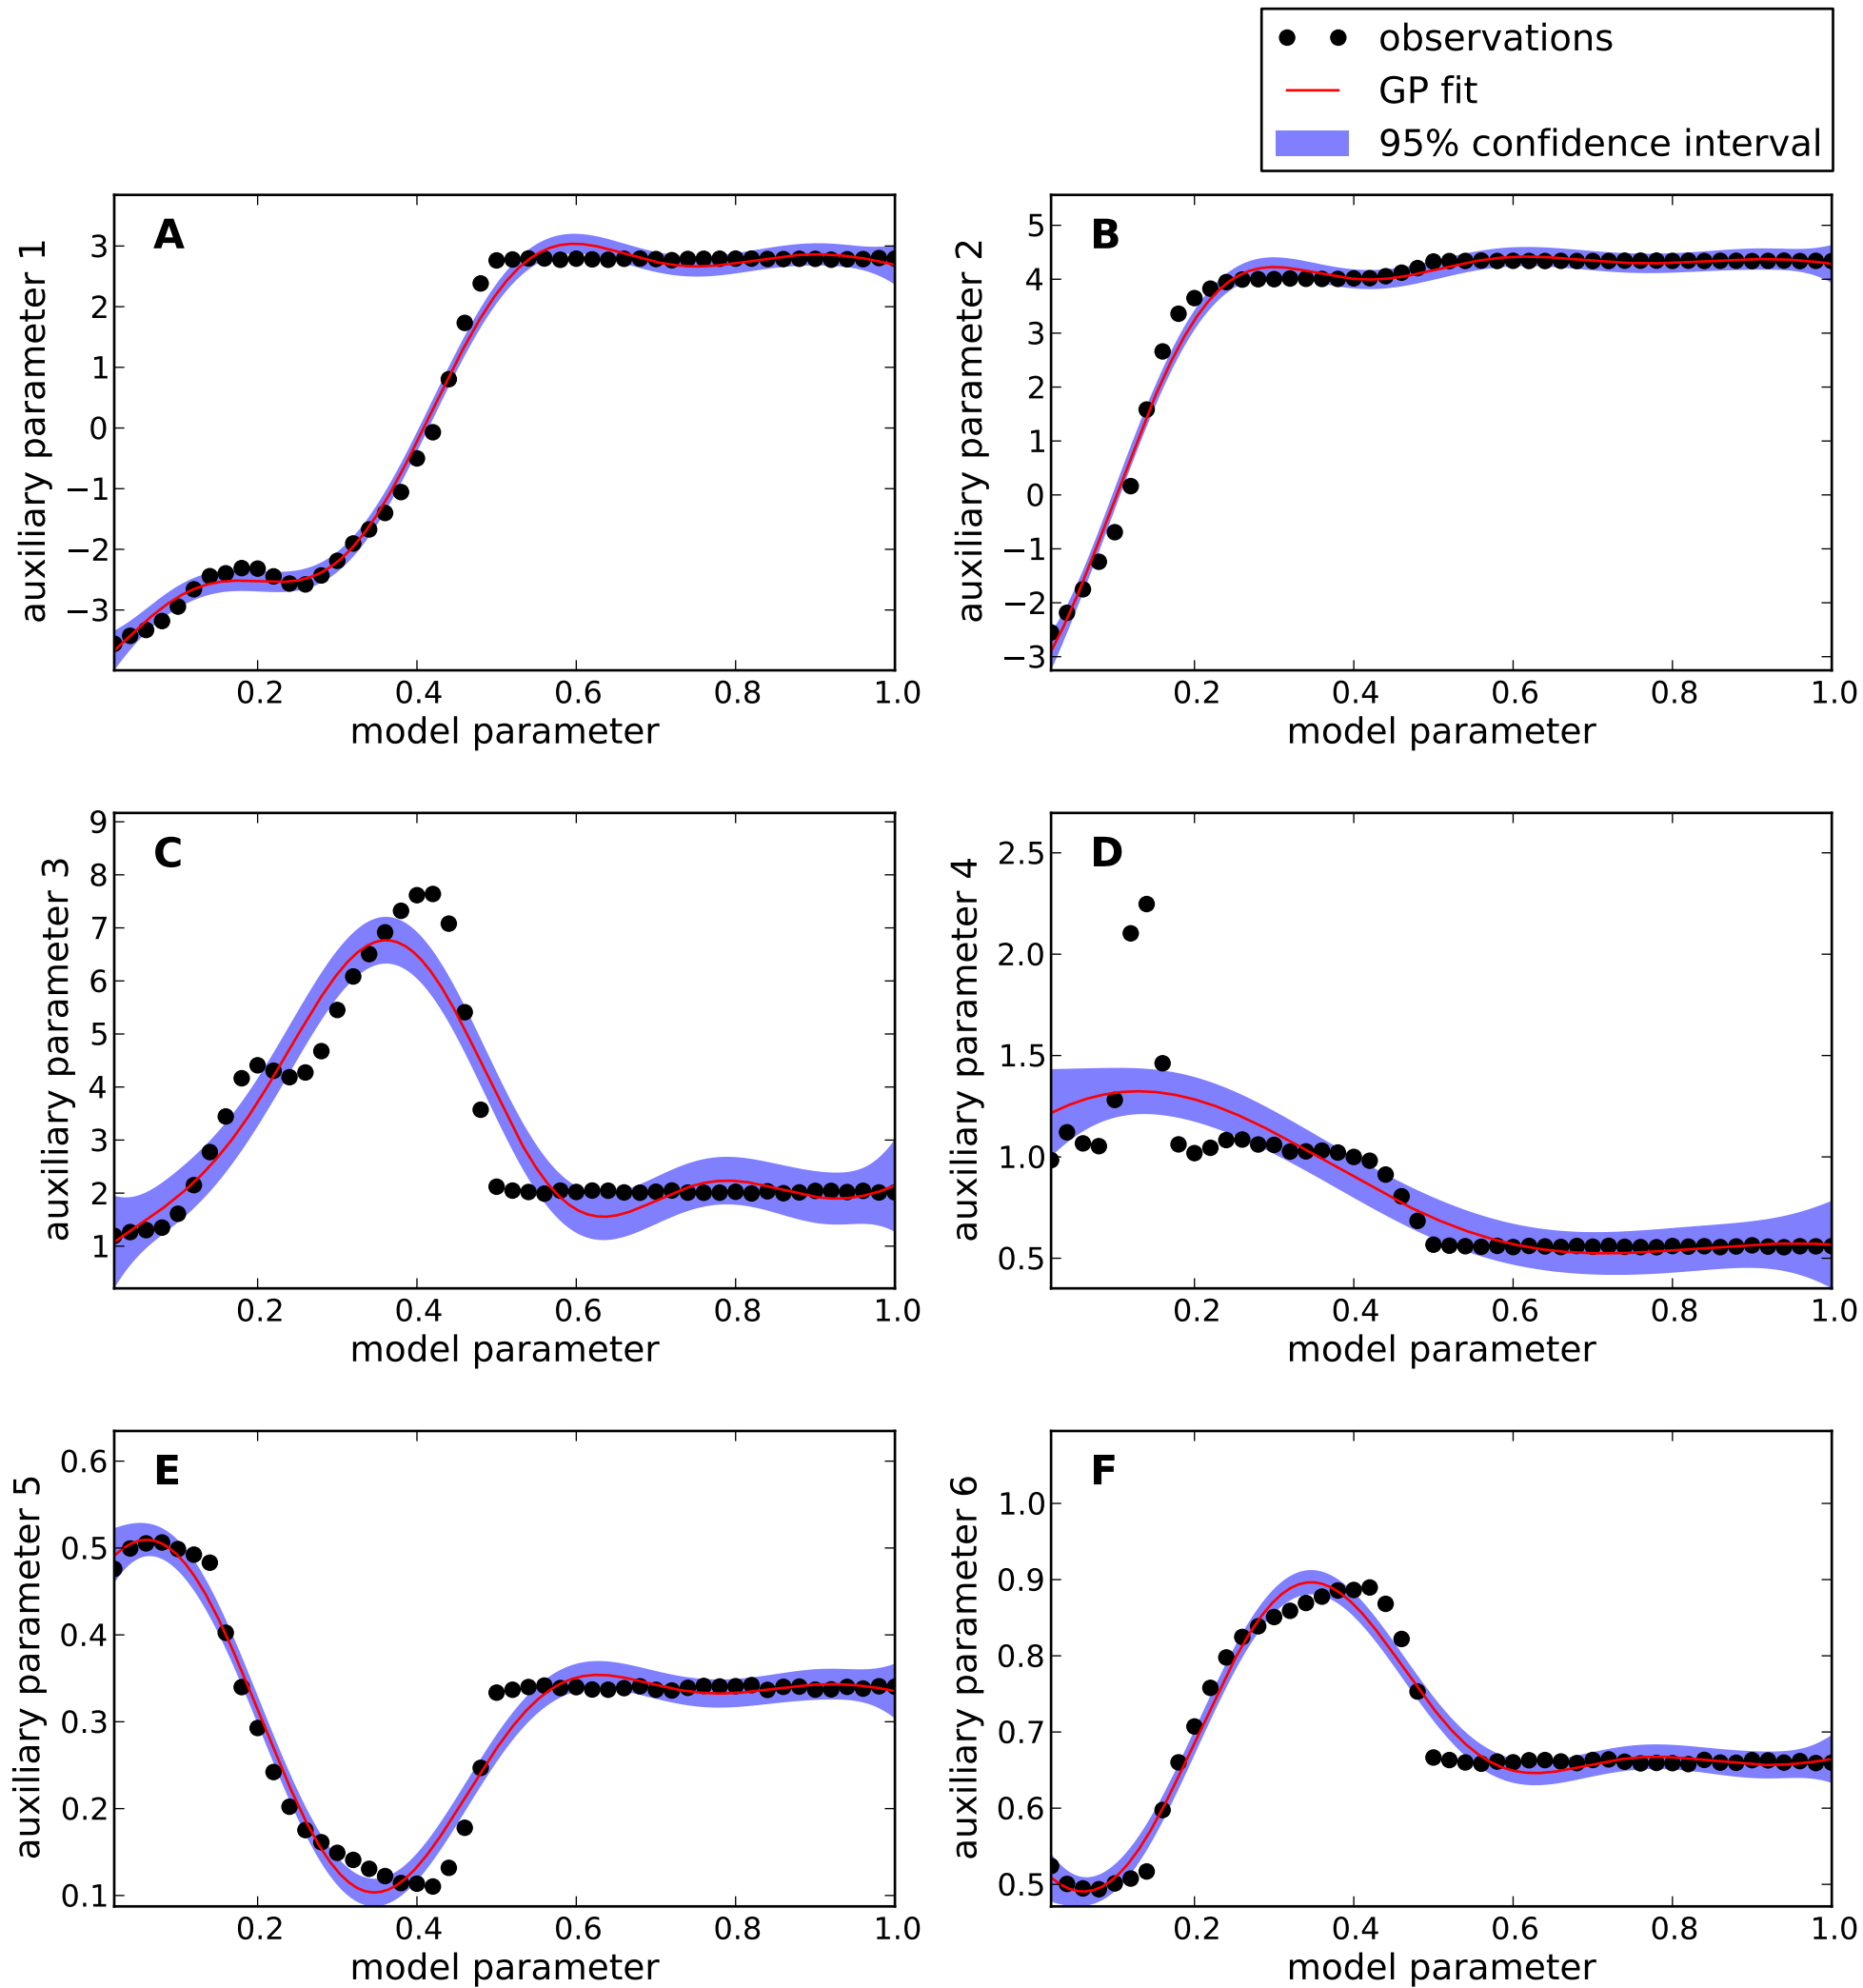 observations
GP fit
95% confidence interval
A
auxiliary parameter 1
3
2
1
0
−1
−2
−3
0.2 0.4 0.6 0.8 1.0
model parameter
B
auxiliary parameter 2
5
4
3
2
1
0
−1
−2
−3
0.2 0.4 0.6 0.8 1.0
model parameter
C
auxiliary parameter 3
9
8
7
6
5
4
3
2
1
0.2 0.4 0.6 0.8 1.0
model parameter
D
auxiliary parameter 4
2.5
2.0
1.5
1.0
0.5
0.2 0.4 0.6 0.8 1.0
model parameter
E
auxiliary parameter 5
0.6
0.5
0.4
0.3
0.2
0.1
0.2 0.4 0.6 0.8 1.0
model parameter
F
auxiliary parameter 6
1.0
0.9
0.8
0.7
0.6
0.5
0.2 0.4 0.6 0.8 1.0
model parameter